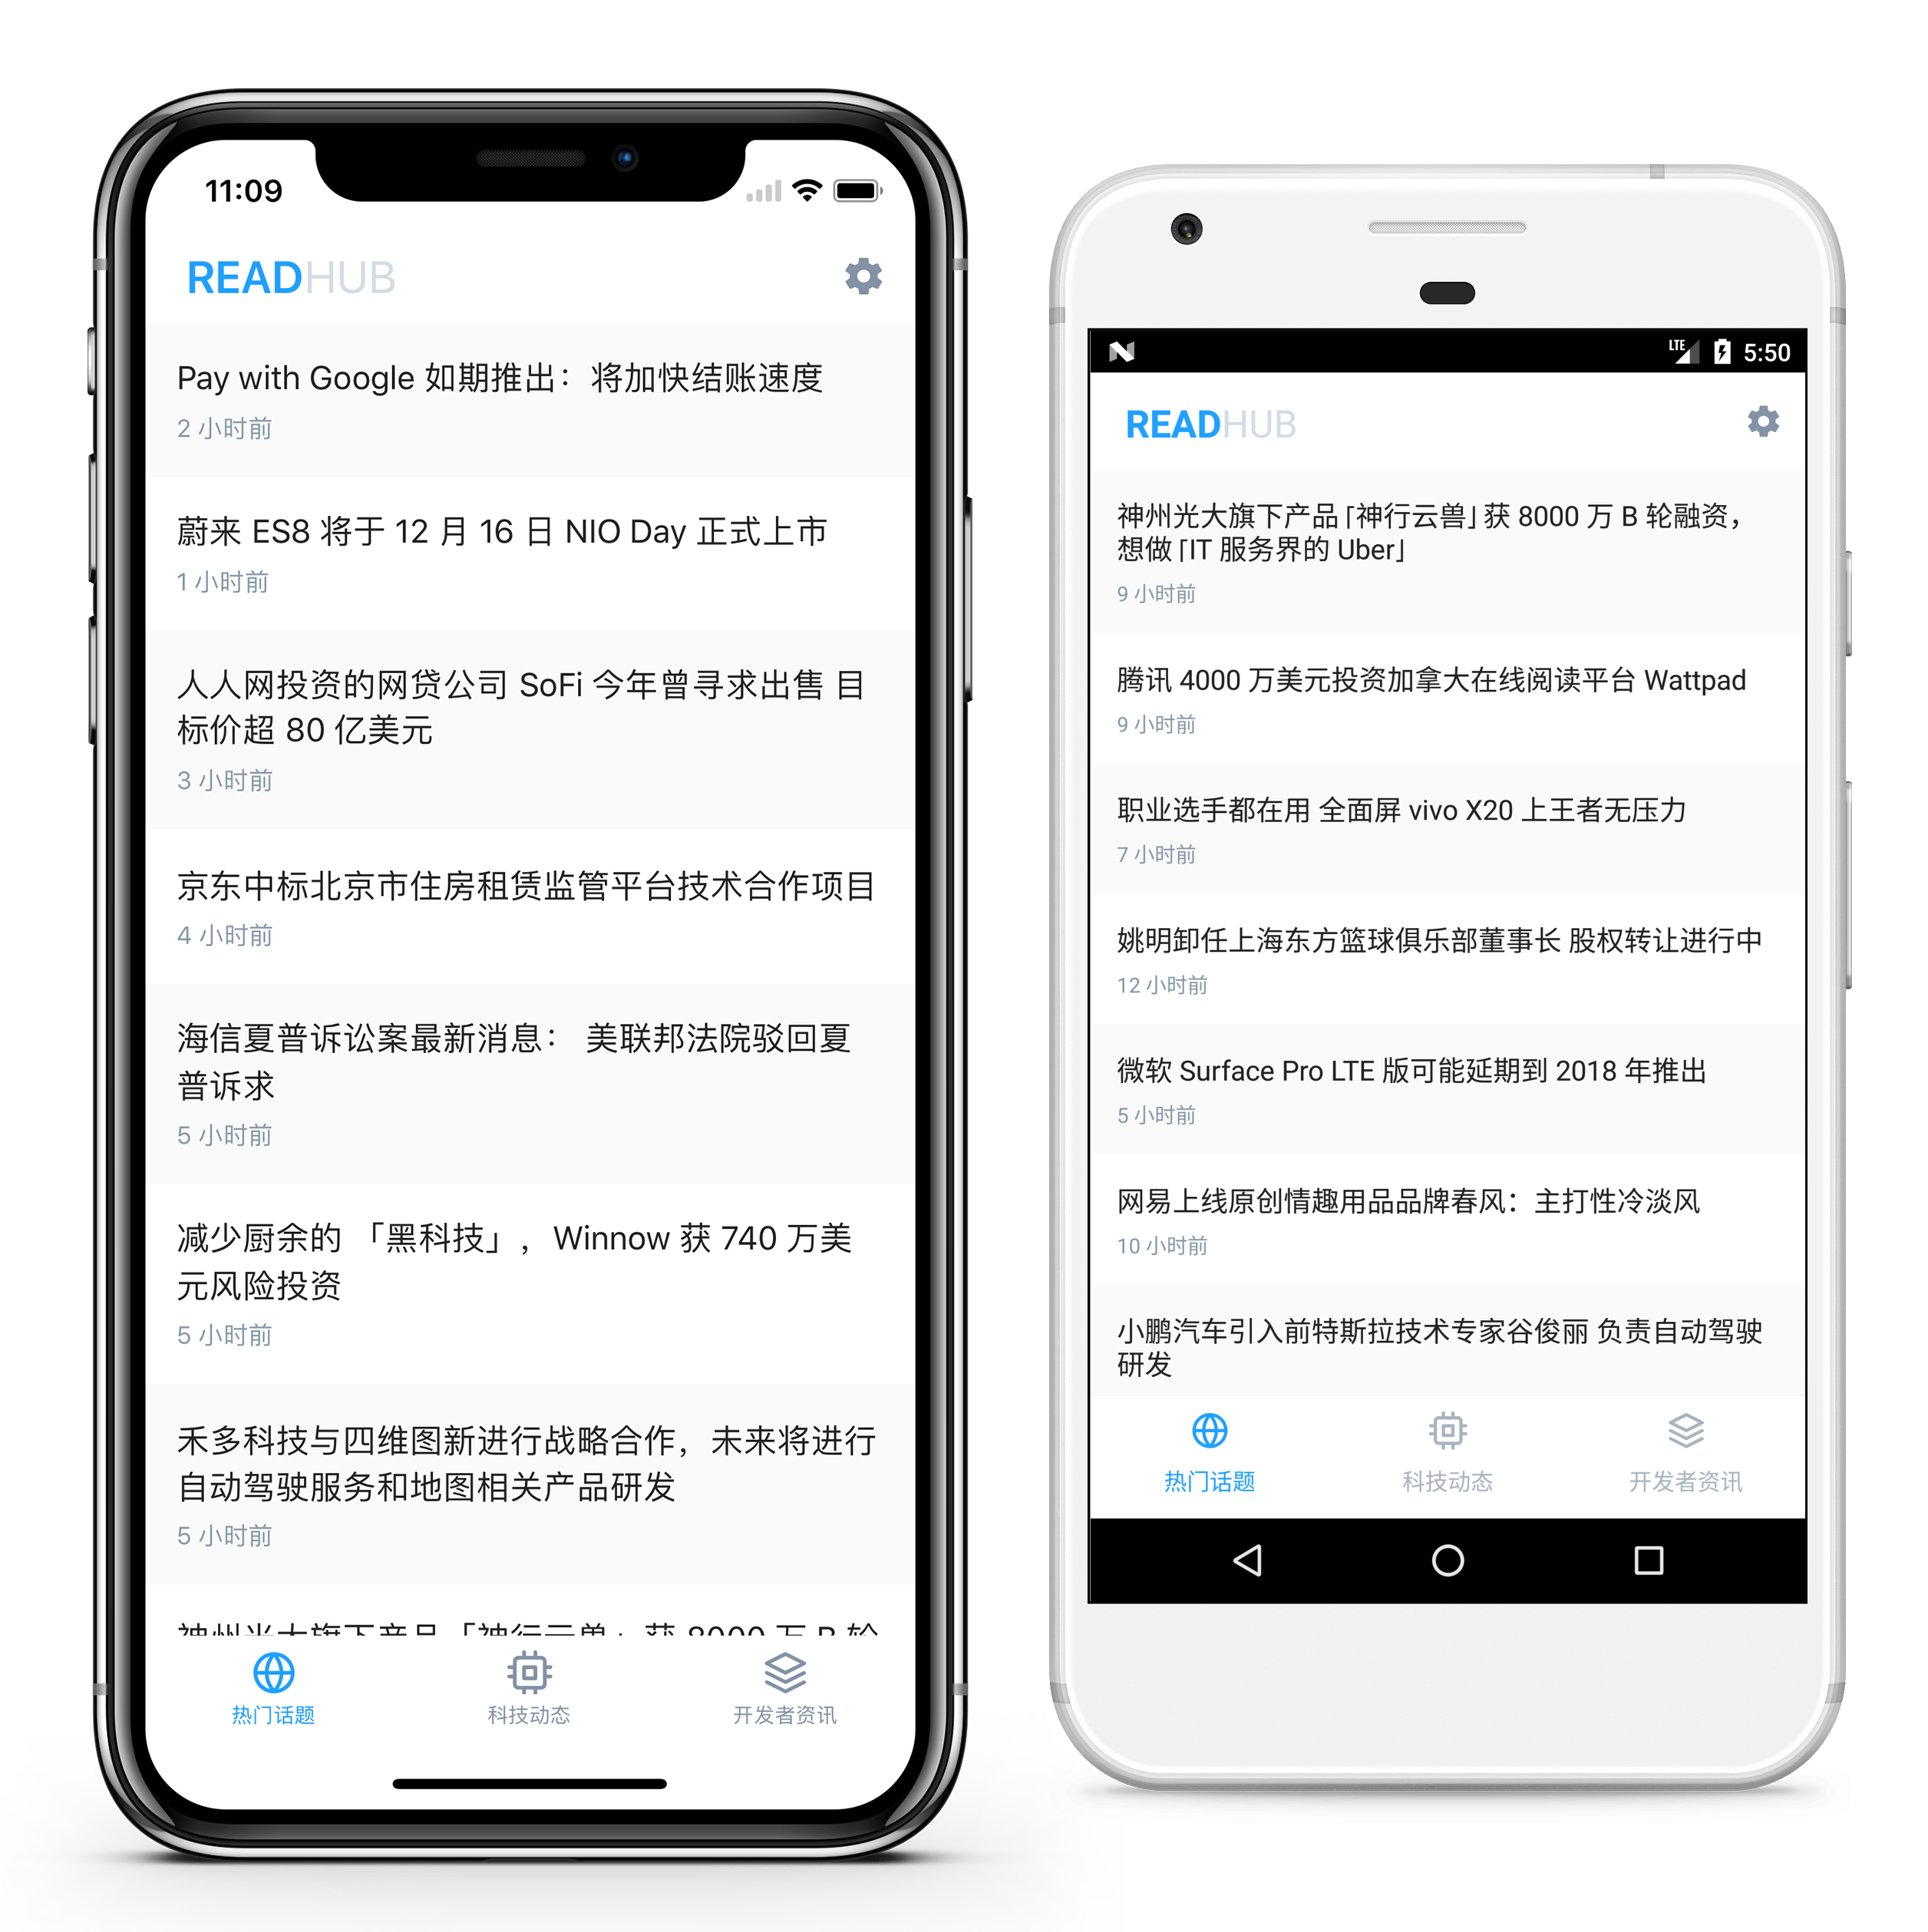 11:09
READHUB
Pay with Google 如期推出：将加快结账速度
2 小时前
蔚来 ES8 将于 12 月 16 日 NIO Day 正式上市
1 小时前
人人网投资的网贷公司 SoFi 今年曾寻求出售 目
标价超 80 亿美元
3 小时前
京东中标北京市住房租赁监管平台技术合作项目
4 小时前
海信夏普诉讼案最新消息： 美联邦法院驳回夏
普诉求
5 小时前
减少厨余的 「黑科技」，Winnow 获 740 万美
元风险投资
5 小时前
禾多科技与四维图新进行战略合作，未来将进行
自动驾驶服务和地图相关产品研发
5 小时前
神州光大旗下产品「神行云兽」获 8000 万 B 轮
热门话题
科技动态
开发者资讯
LTE
5:50
READHUB
神州光大旗下产品「神行云兽」获 8000 万 B 轮融资，
想做「IT 服务界的 Uber」
9 小时前
腾讯 4000 万美元投资加拿大在线阅读平台 Wattpad
9 小时前
职业选手都在用 全面屏 vivo X20 上王者无压力
7 小时前
姚明卸任上海东方篮球俱乐部董事长 股权转让进行中
12 小时前
微软 Surface Pro LTE 版可能延期到 2018 年推出
5 小时前
网易上线原创情趣用品品牌春风：主打性冷淡风
10 小时前
小鹏汽车引入前特斯拉技术专家谷俊丽 负责自动驾驶
研发
热门话题
科技动态
开发者资讯